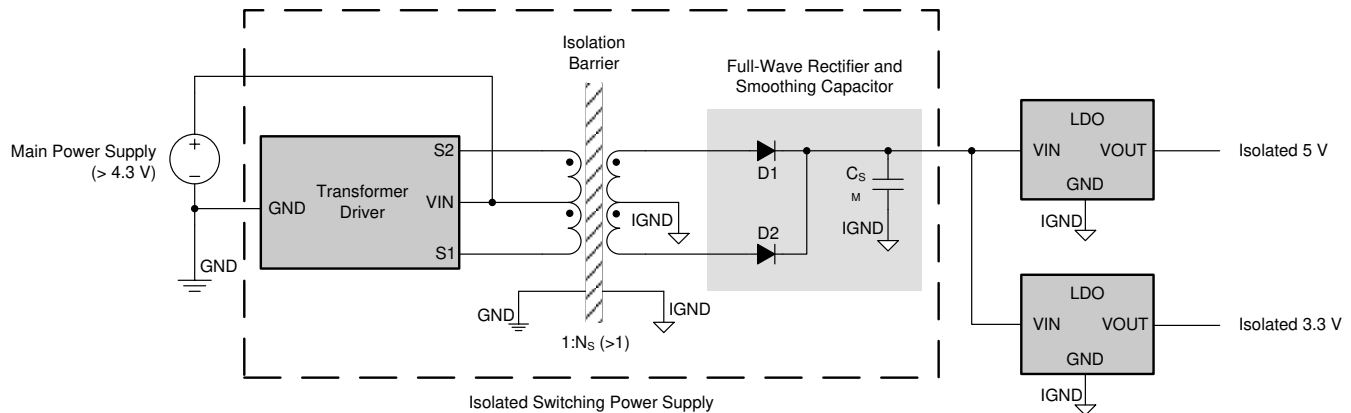 Isolation
Barrier
Full-Wave Rectifier and
Smoothing Capacitor
Main Power Supply
(> 4.3 V)
+
–
GND
Transformer
Driver
GND
S2
VIN
S1
IGND
D1
D2
CS
M
IGND
GND
IGND
1:NS (>1)
LDO
VIN
VOUT
GND
IGND
Isolated 5 V
LDO
VIN
VOUT
GND
IGND
Isolated 3.3 V
Isolated Switching Power Supply